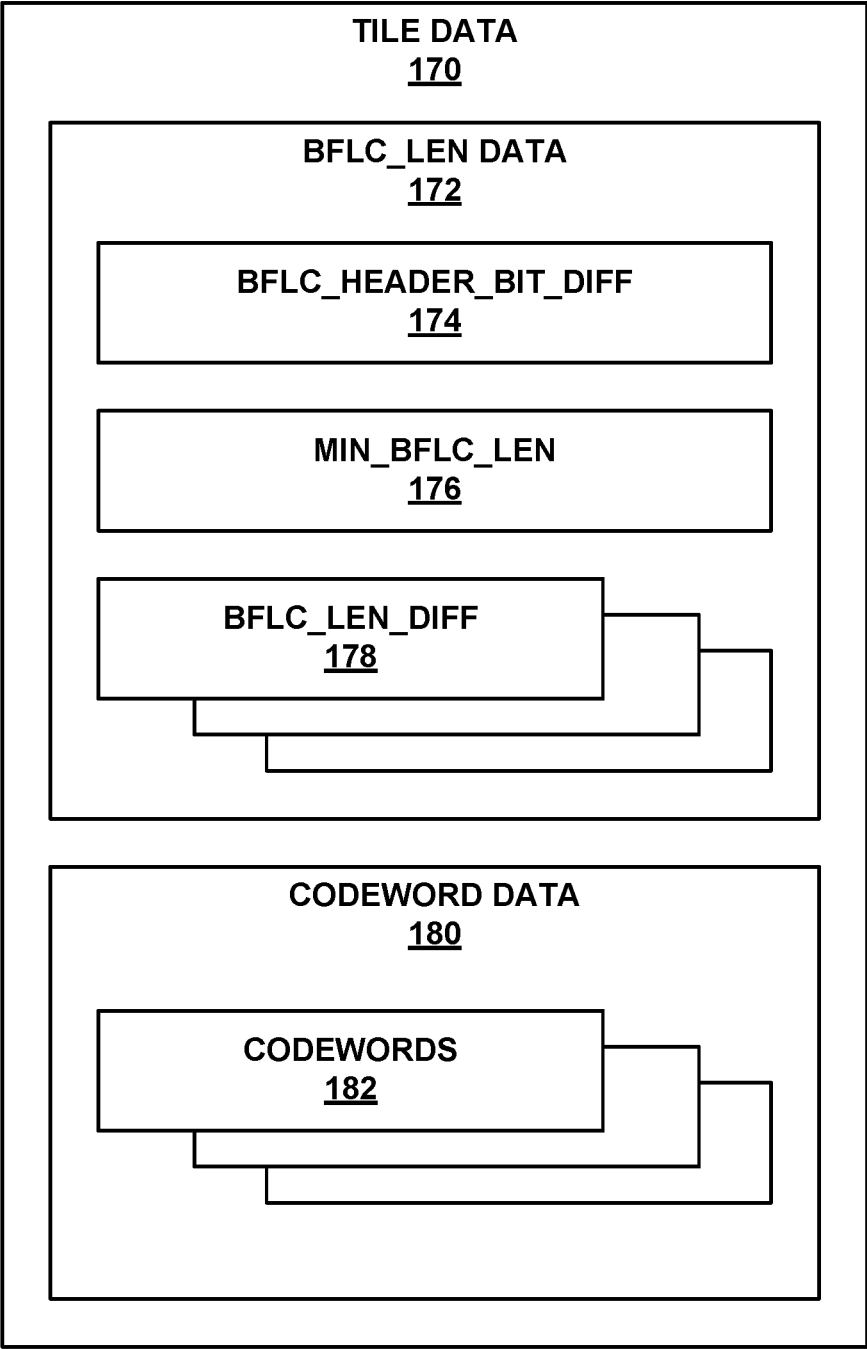 TILE DATA
170
BFLC_LEN DATA
172
BFLC_HEADER_BIT_DIFF
174
MIN_BFLC_LEN
176
BFLC_LEN_DIFF
178
CODEWORD DATA
180
CODEWORDS
182